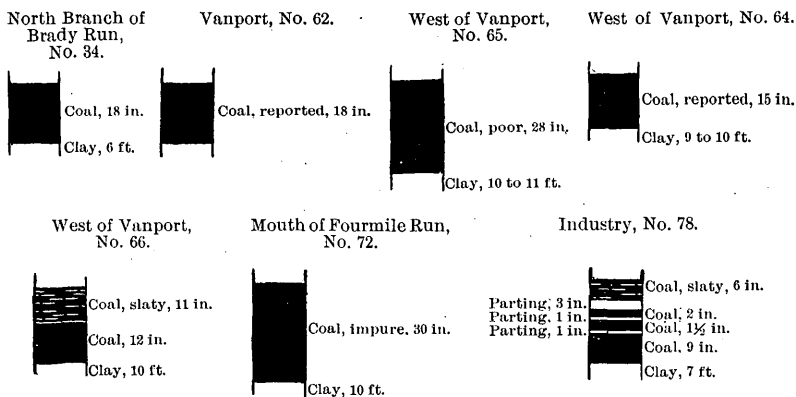 North Branch of
Brady Run,
No. 34.
Coal, 18 in.
Clay, 6 ft.
Vanport, No. 62.
Coal, reported, 18 in.
West of Vanport,
No. 65.
Coal, poor, 28 in.
Clay, 10 to 11 ft.
West of Vanport, No. 64.
Coal, reported, 15 in.
Clay, 9 to 10 ft.
West of Vanport,
No. 66.
Coal, slaty, 11 in.
Coal, 12 in.
Clay, 10 ft.
Mouth of Fourmile Run,
No. 72.
Coal, impure, 30 in.
Clay, 10 ft.
Industry, No. 78.
Coal, slaty, 6 in.
Parting, 3 in.
Coal, 2 in.
Parting, 1 in.
Coal, 1½ in.
Parting, 1 in.
Coal, 9 in.
Clay, 7 ft.